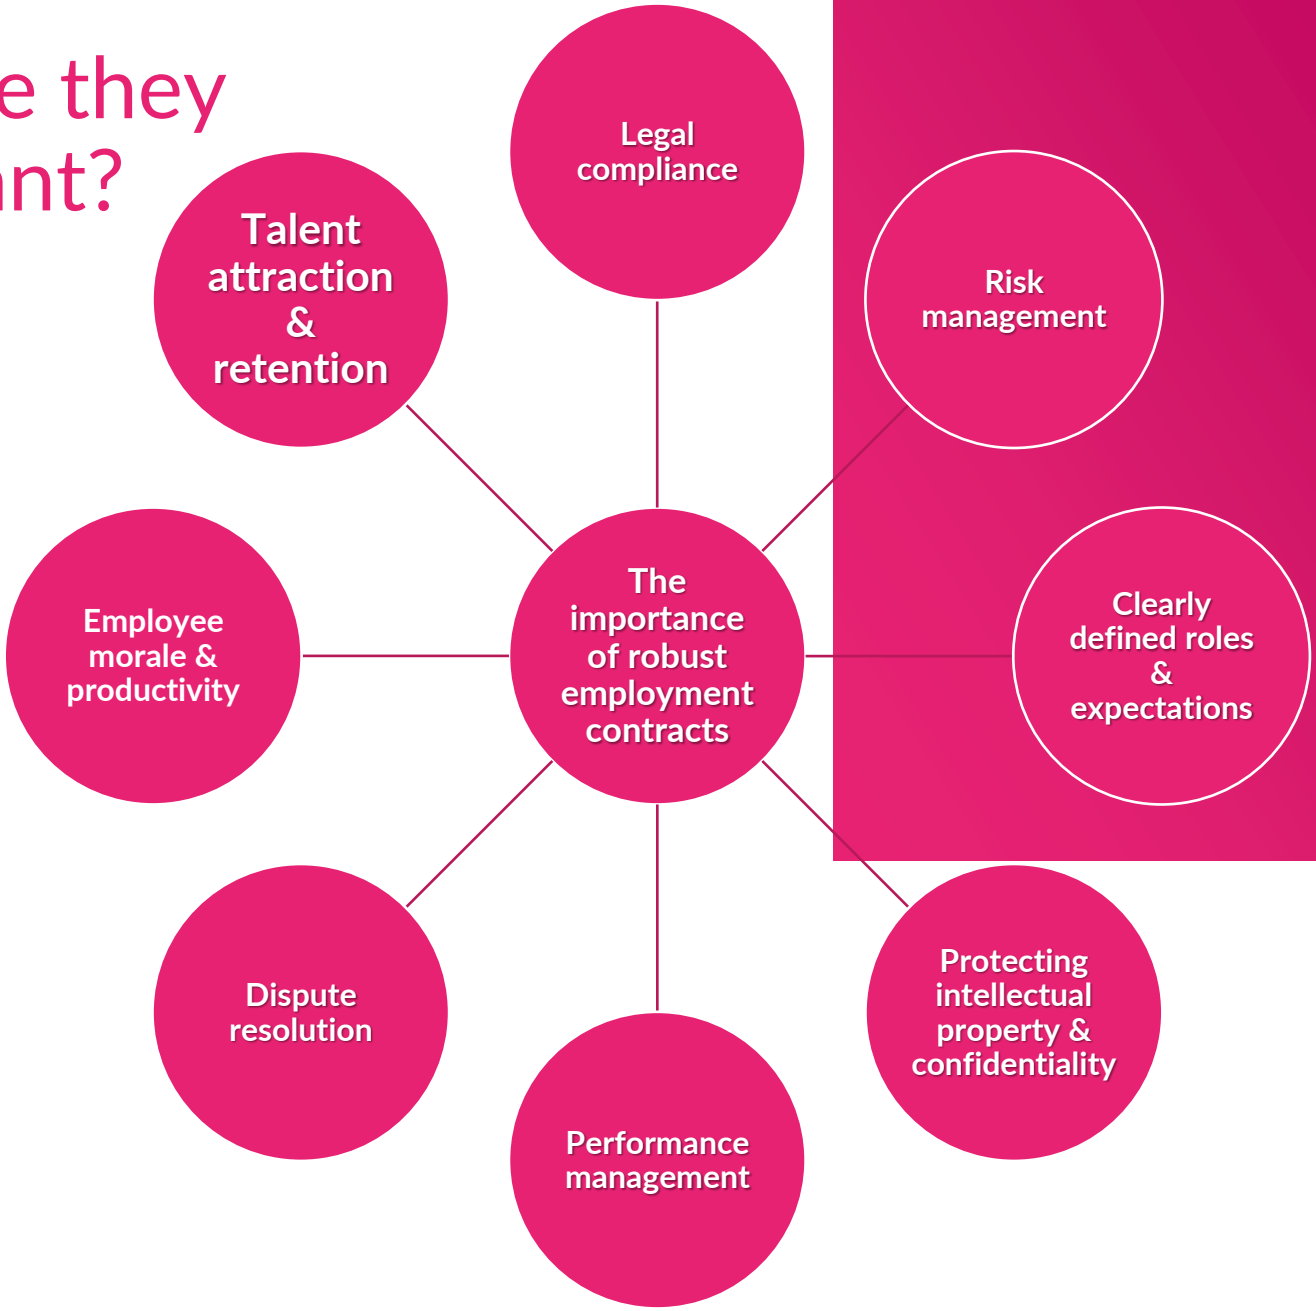 e they
nt?
Legal
compliance
Risk
management
Clearly
defined roles
&
expectations
Protecting
intellectual
property &
confidentiality
Performance
management
Dispute
resolution
Employee
morale &
productivity
Talent
attraction
&
retention
The
importance
of robust
employment
contracts